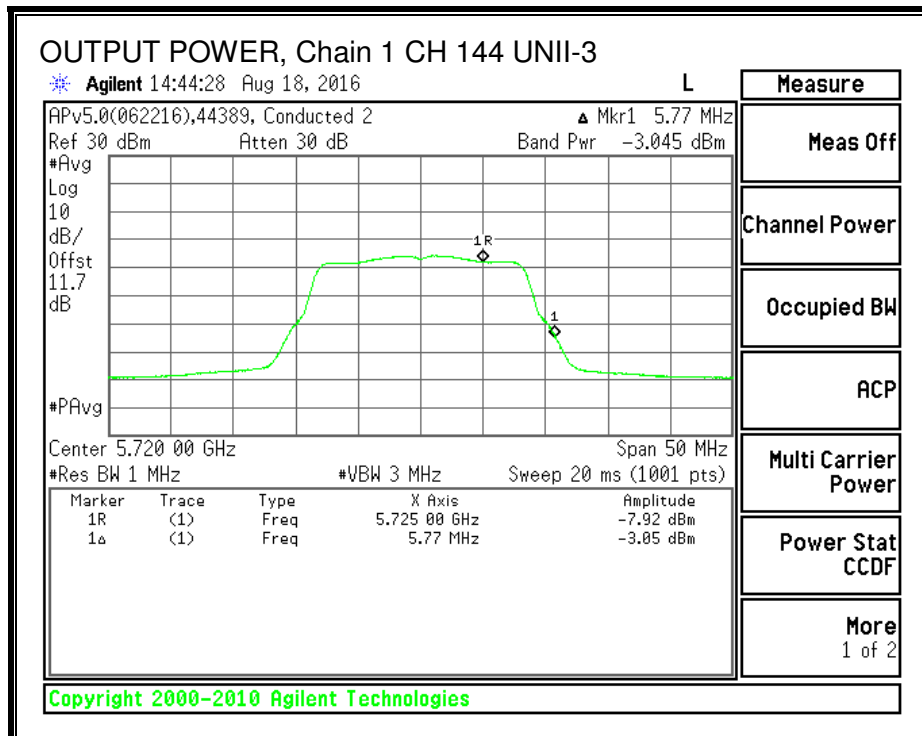 OUTPUT POWER, Chain 1 CH 144 UNII-3
Agilent 14:44:28 Aug 18, 2016 L
Measure
APv5.0(062216),44389, Conducted 2
Δ Mkr1 5.77 MHz
Ref 30 dBm Atten 30 dB Band Pwr -3.045 dBm
#Avg
Log
10
dB/
Offst
11.7
dB
#PAvg
1R
1
Center 5.720 00 GHz Span 50 MHz
#Res BW 1 MHz #VBW 3 MHz Sweep 20 ms (1001 pts)
Marker Trace Type X Axis Amplitude
1R (1) Freq 5.725 00 GHz -7.92 dBm
1Δ (1) Freq 5.77 MHz -3.05 dBm
Meas Off
Channel Power
Occupied BW
ACP
Multi Carrier
Power
Power Stat
CCDF
More
1 of 2
Copyright 2000-2010 Agilent Technologies